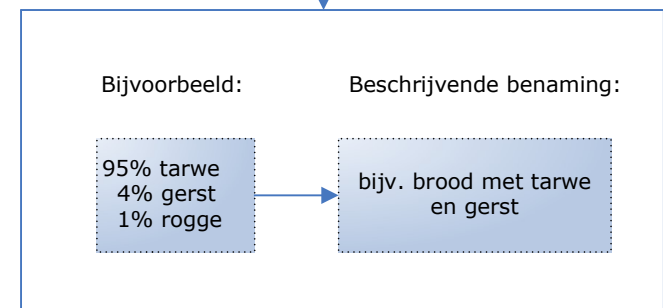 Bijvoorbeeld:
Beschrijvende benaming:
95% tarwe
4% gerst
1% rogge
bijv. brood met tarwe
en gerst